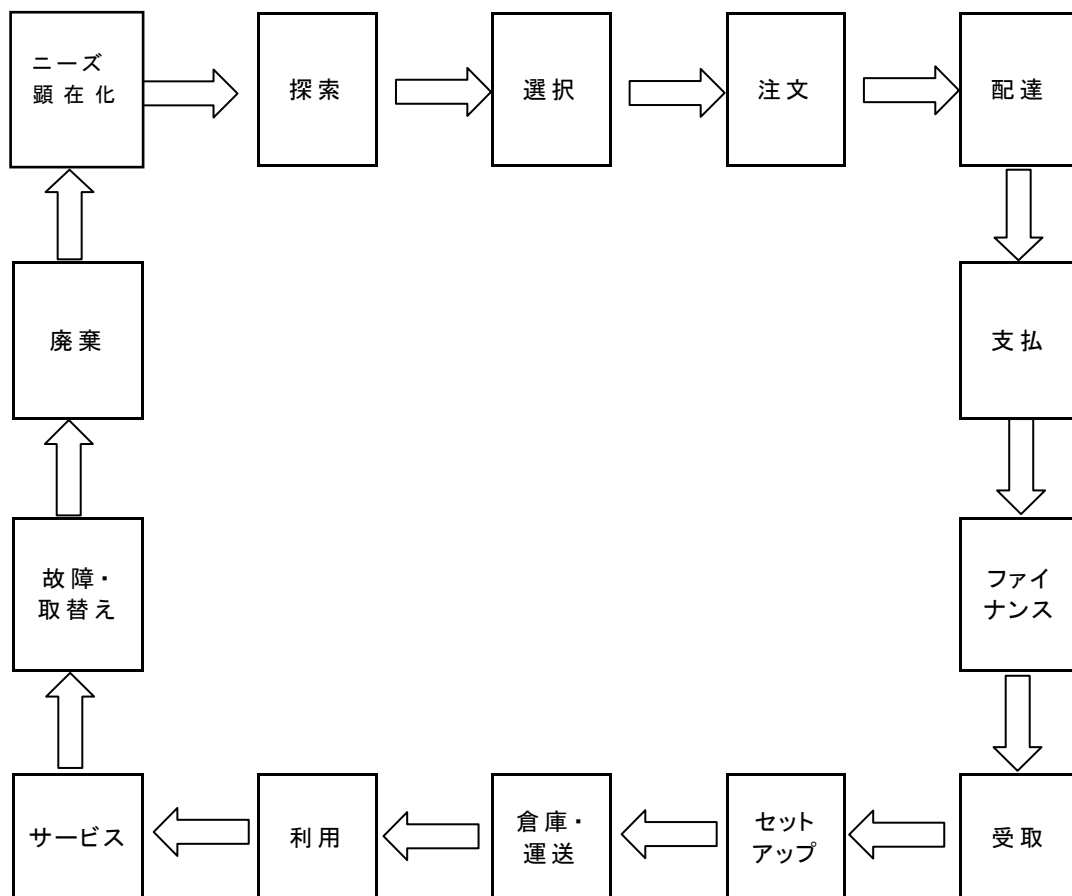 ニーズ
顕在化
探索
選択
注文
配達
支払
ファイ
ナンス
受取
セット
アップ
倉庫・
運送
利用
サービス
故障・
取替え
廃棄